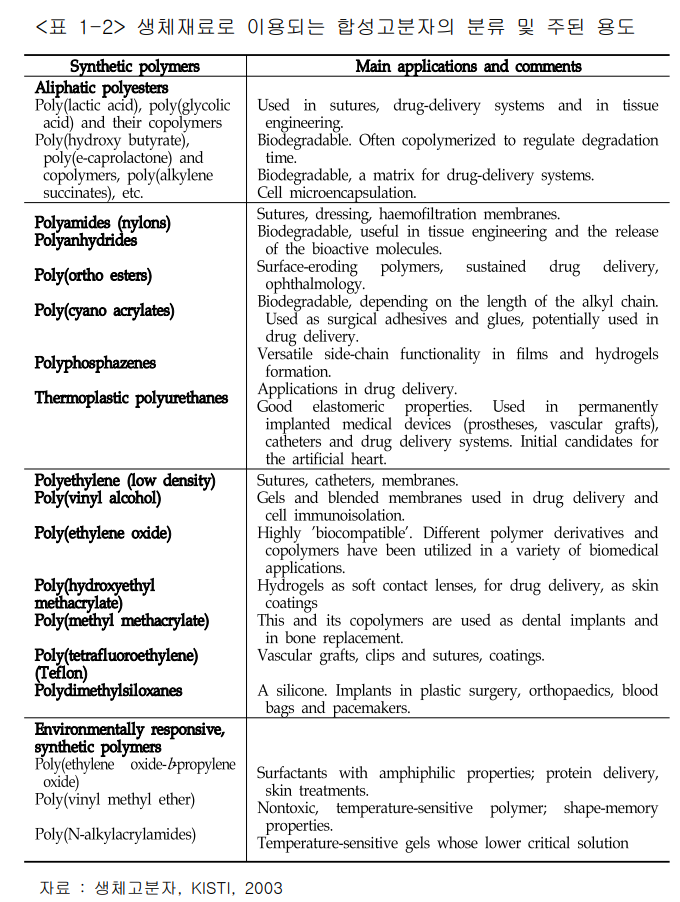 <표 1-2> 생체재료로 이용되는 합성고분자의 분류 및 주된 용도
Synthetic polymers
Main applications and comments
Aliphatic polyesters
Poly(lactic acid), poly(glycolic
acid) and their copolymers
Used in sutures, drug-delivery systems and in tissue
engineering.
Poly(hydroxy butyrate),
poly(e-caprolactone) and
copolymers, poly(alkylene
succinates), etc.
Biodegradable. Often copolymerized to regulate degradation
time.
Biodegradable, a matrix for drug-delivery systems.
Cell microencapsulation.
Polyamides (nylons)
Sutures, dressing, haemofiltration membranes.
Polyanhydrides
Biodegradable, useful in tissue engineering and the release
of the bioactive molecules.
Poly(ortho esters)
Surface-eroding polymers, sustained drug delivery,
ophthalmology.
Poly(cyano acrylates)
Biodegradable, depending on the length of the alkyl chain.
Used as surgical adhesives and glues, potentially used in
drug delivery.
Polyphosphazenes
Versatile side-chain functionality in films and hydrogels
formation.
Applications in drug delivery.
Thermoplastic polyurethanes
Good elastomeric properties. Used in permanently
implanted medical devices (prostheses, vascular grafts),
catheters and drug delivery systems. Initial candidates for
the artificial heart.
Polyethylene (low density)
Sutures, catheters, membranes.
Poly(vinyl alcohol)
Gels and blended membranes used in drug delivery and
cell immunoisolation.
Poly(ethylene oxide)
Highly 'biocompatible'. Different polymer derivatives and
copolymers have been utilized in a variety of biomedical
applications.
Poly(hydroxyethyl
methacrylate)
Hydrogels as soft contact lenses, for drug delivery, as skin
coatings
Poly(methyl methacrylate)
This and its copolymers are used as dental implants and
in bone replacement.
Poly(tetrafluoroethylene)
(Teflon)
Vascular grafts, clips and sutures, coatings.
Polydimethylsiloxanes
A silicone. Implants in plastic surgery, orthopaedics, blood
bags and pacemakers.
Environmentally responsive,
synthetic polymers
Poly(ethylene oxide-b-propylene
oxide)
Surfactants with amphiphilic properties; protein delivery,
skin treatments.
Poly(vinyl methyl ether)
Nontoxic, temperature-sensitive polymer; shape-memory
properties.
Poly(N-alkylacrylamides)
Temperature-sensitive gels whose lower critical solution
자료 : 생체고분자, KISTI, 2003